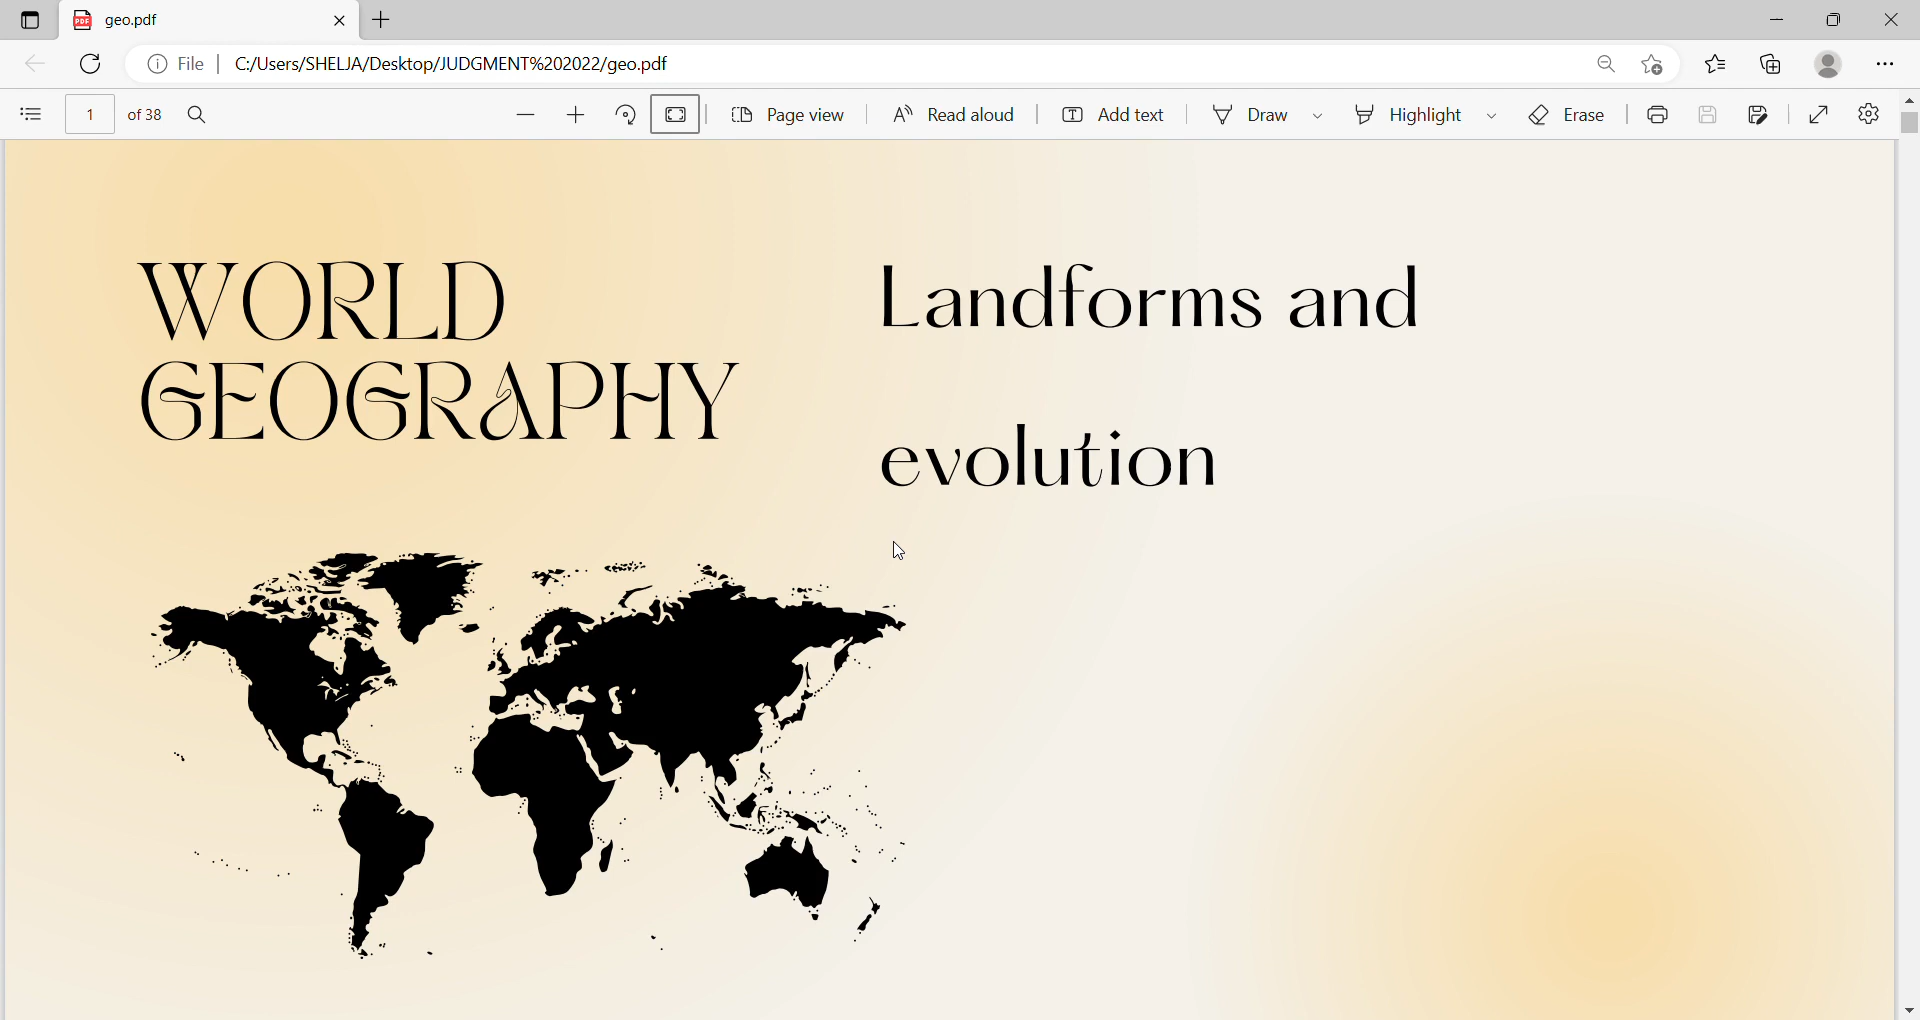 geo.pdf
File
C:/Users/SHELJA/Desktop/JUDGMENT%202022/geo.pdf
1 of 38
Page view
Read aloud
Add text
Draw
Highlight
Erase
WORLD
GEOGRAPHY
Landforms and
evolution